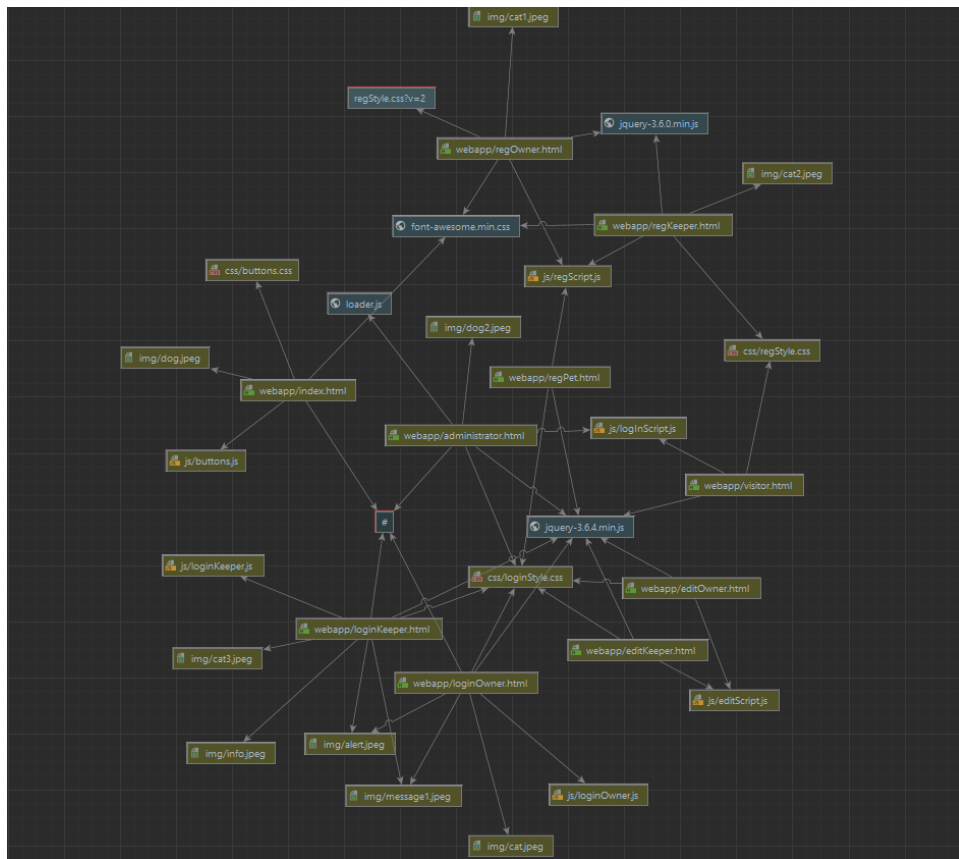 img/cat1.jpeg
regStyle.css?v=2
jquery-3.6.0.min.js
webapp/regOwner.html
img/cat2.jpeg
font-awesome.min.css
webapp/regKeeper.html
css/buttons.css
js/regScript.js
loader.js
img/dog2.jpeg
img/dog.jpeg
css/regStyle.css
webapp/regPet.html
webapp/index.html
js/logInScript.js
webapp/administrator.html
js/buttons.js
webapp/visitor.html
#
jquery-3.6.4.min.js
js/loginKeeper.js
css/loginStyle.css
webapp/editOwner.html
webapp/loginKeeper.html
webapp/editKeeper.html
img/cat3.jpeg
webapp/loginOwner.html
js/editScript.js
img/alert.jpeg
img/info.jpeg
img/message1.jpeg
js/loginOwner.js
img/cat.jpeg